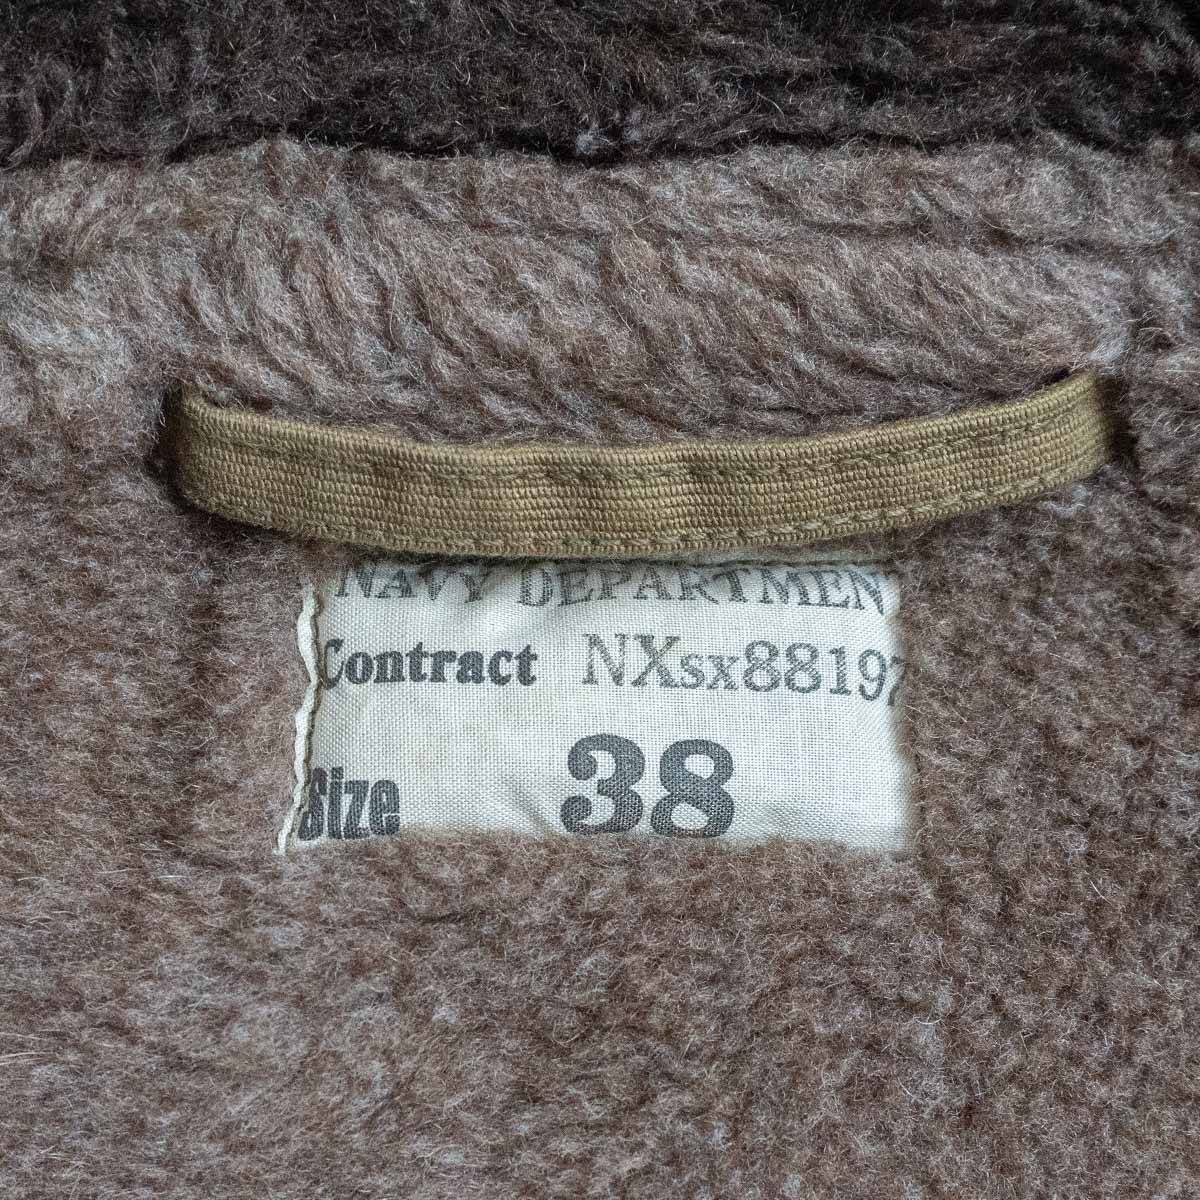 NAVY DEPARTMEN
Contract NXsx88197
Size 38